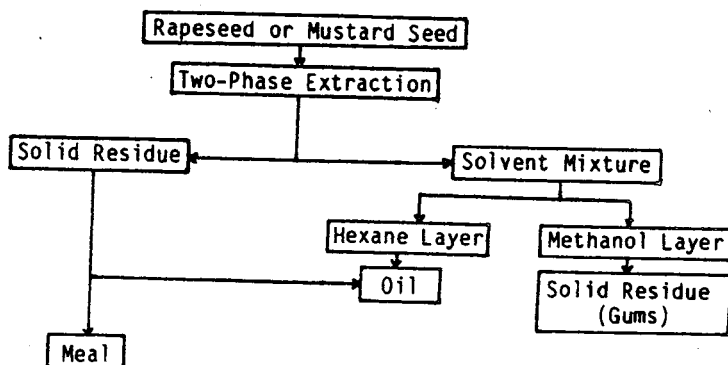 Rapeseed or Mustard Seed
Two-Phase Extraction
Solid Residue
Solvent Mixture
Hexane Layer
Methanol Layer
Oil
Solid Residue
(Gums)
Meal